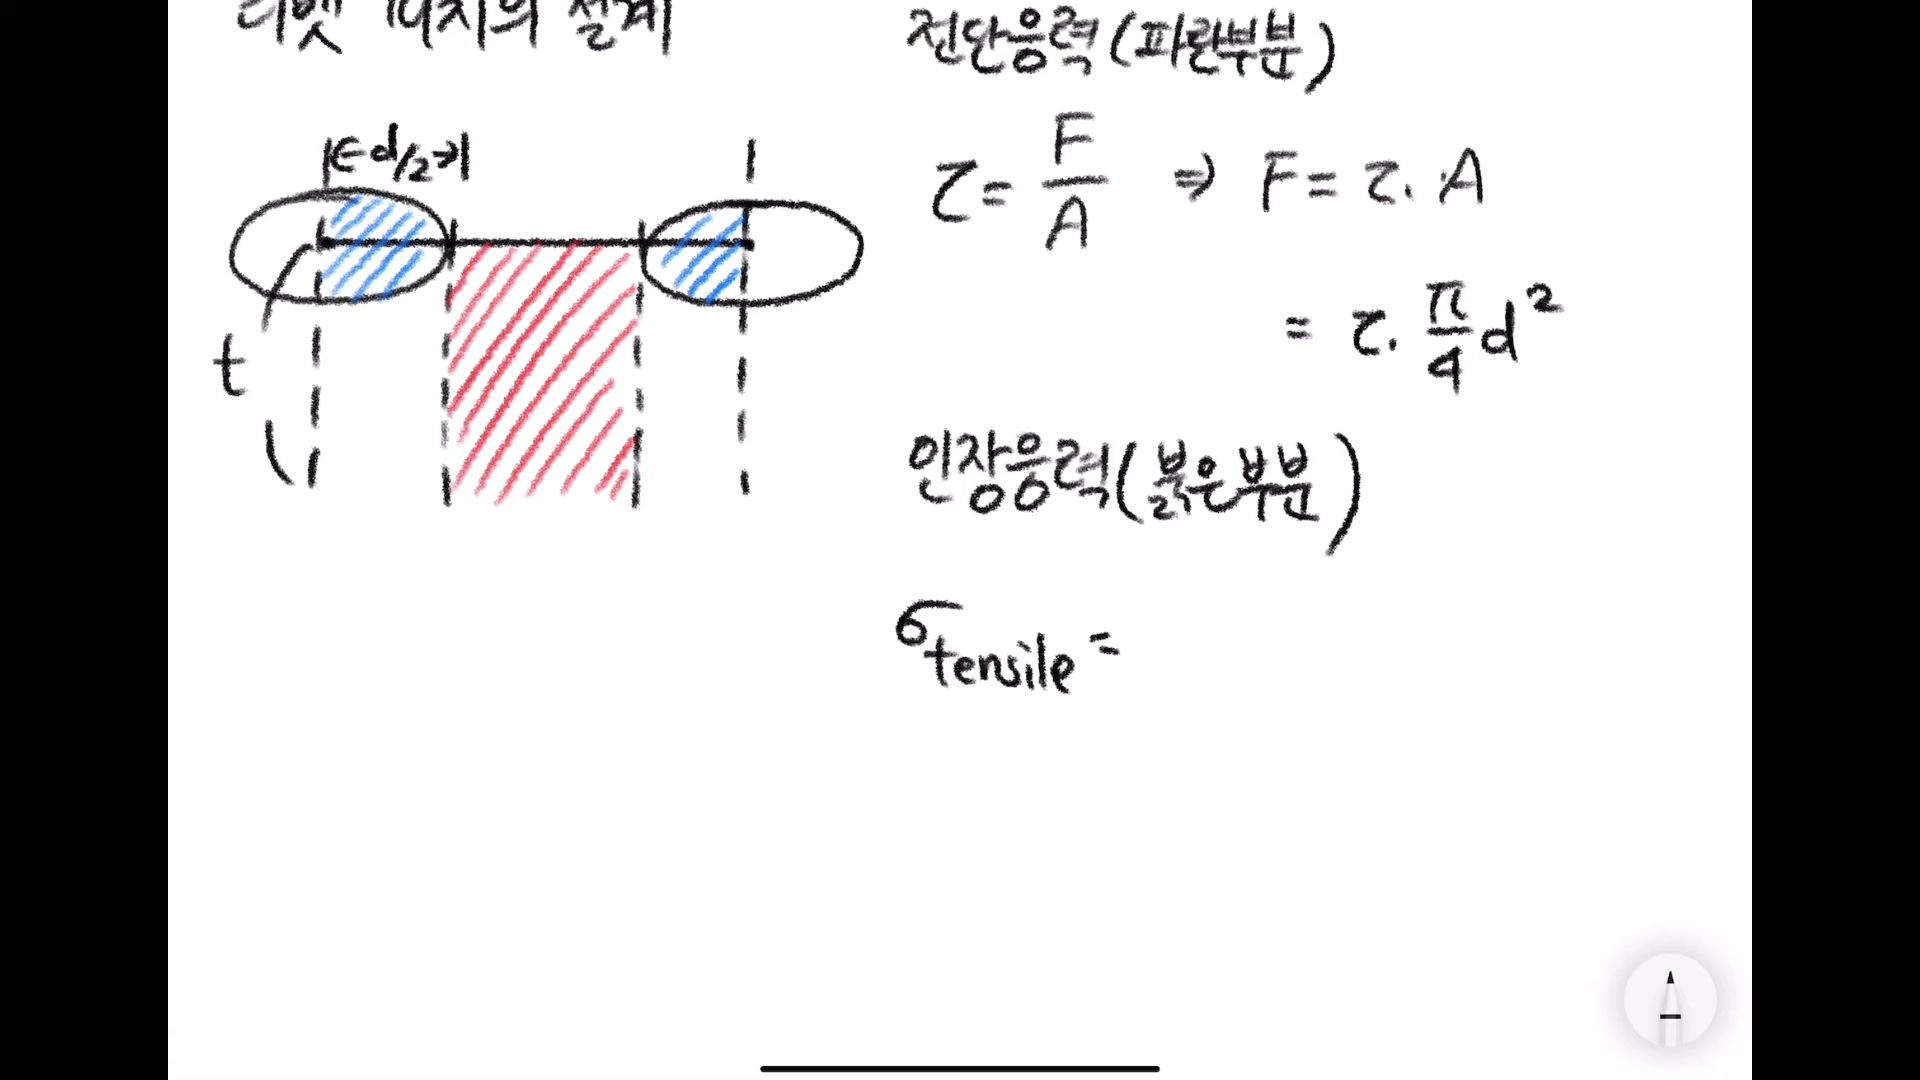 리벳 피치의 설계
전단응력(파란부분)
|← d/2 →|
τ = F/A ⇒ F = τ. A
= τ. π/4 d²
t
인장응력(붉은부분)
σtensile =